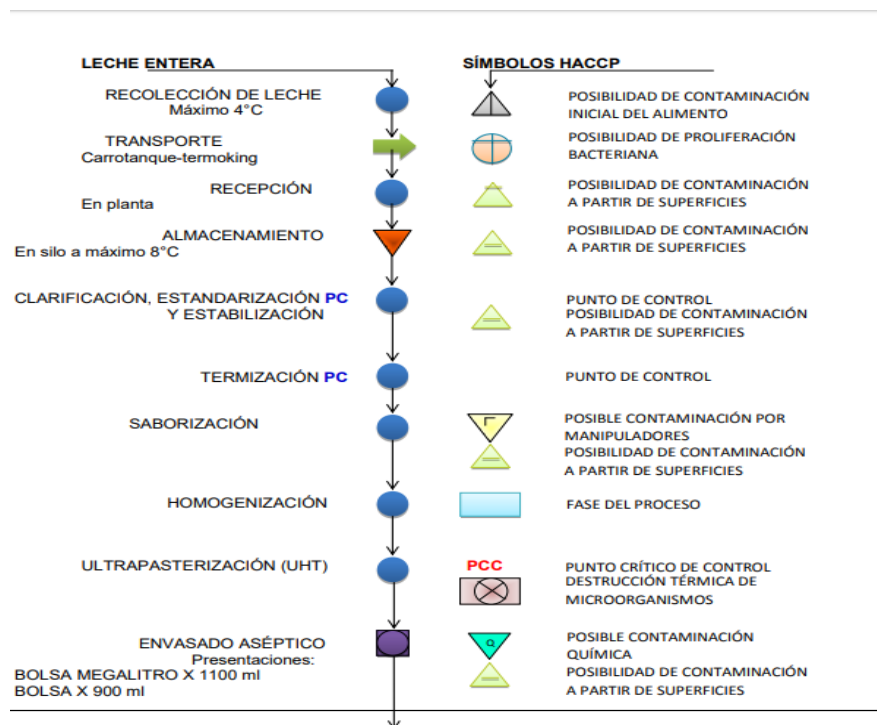 LECHE ENTERA
SÍMBOLOS HACCP
RECOLECCIÓN DE LECHE
Máximo 4°C
POSIBILIDAD DE CONTAMINACIÓN
INICIAL DEL ALIMENTO
TRANSPORTE
Carrotanque-termoking
POSIBILIDAD DE PROLIFERACIÓN
BACTERIANA
RECEPCIÓN
En planta
POSIBILIDAD DE CONTAMINACIÓN
A PARTIR DE SUPERFICIES
ALMACENAMIENTO
En silo a máximo 8°C
POSIBILIDAD DE CONTAMINACIÓN
A PARTIR DE SUPERFICIES
CLARIFICACIÓN, ESTANDARIZACIÓN PC
Y ESTABILIZACIÓN
PUNTO DE CONTROL
POSIBILIDAD DE CONTAMINACIÓN
A PARTIR DE SUPERFICIES
TERMIZACIÓN PC
PUNTO DE CONTROL
SABORIZACIÓN
POSIBLE CONTAMINACIÓN POR
MANIPULADORES
POSIBILIDAD DE CONTAMINACIÓN
A PARTIR DE SUPERFICIES
HOMOGENIZACIÓN
FASE DEL PROCESO
ULTRAPASTERIZACIÓN (UHT)
PCC
PUNTO CRÍTICO DE CONTROL
DESTRUCCIÓN TÉRMICA DE
MICROORGANISMOS
ENVASADO ASÉPTICO
Presentaciones:
BOLSA MEGALITRO X 1100 ml
BOLSA X 900 ml
Q
POSIBLE CONTAMINACIÓN
QUÍMICA
POSIBILIDAD DE CONTAMINACIÓN
A PARTIR DE SUPERFICIES